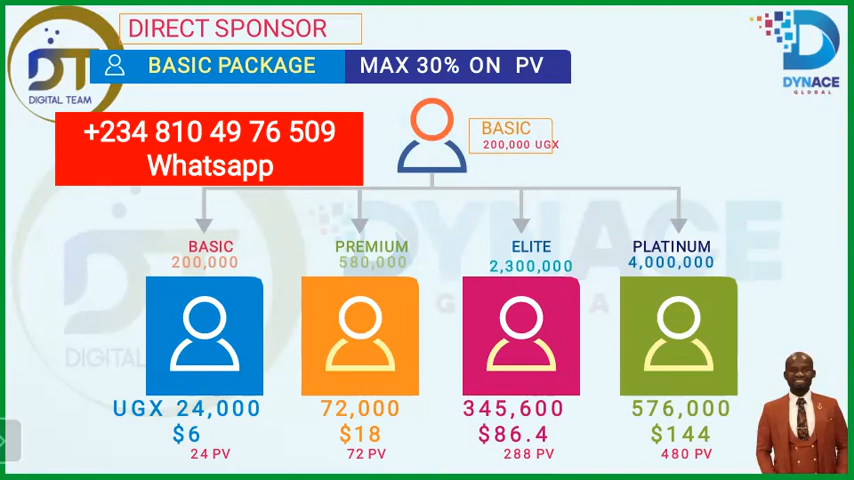 DIRECT SPONSOR
BASIC PACKAGE
MAX 30% ON PV
DT
DIGITAL TEAM
DYNACE
GLOBAL
+234 810 49 76 509
Whatsapp
BASIC
200,000 UGX
BASIC
200,000
PREMIUM
580,000
ELITE
2,300,000
PLATINUM
4,000,000
DYNACE
GLOBAL
DIGITAL
UGX 24,000
$6
24 PV
72,000
$18
72 PV
345,600
$86.4
288 PV
576,000
$144
480 PV